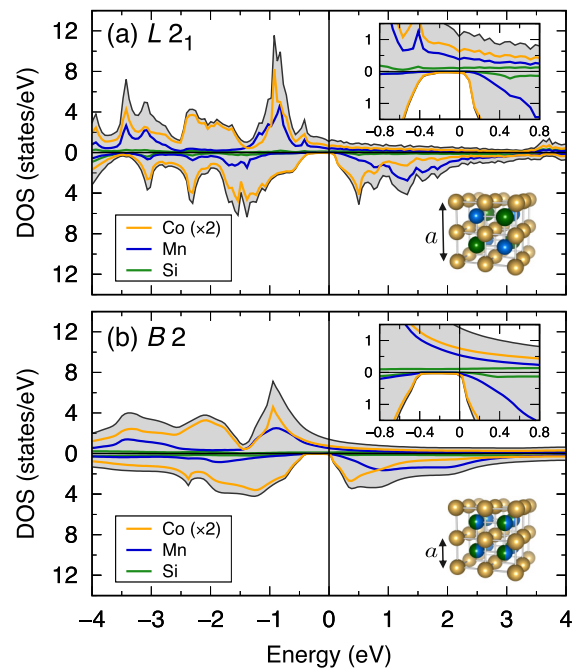 (a) L 2₁
DOS (states/eV)
12
8
4
0
4
8
12
Co (×2)
Mn
Si
1
0
1
−0.8 −0.4 0 0.4 0.8
a
(b) B 2
DOS (states/eV)
12
8
4
0
4
8
12
Co (×2)
Mn
Si
1
0
1
−0.8 −0.4 0 0.4 0.8
a
−4 −3 −2 −1 0 1 2 3 4
Energy (eV)